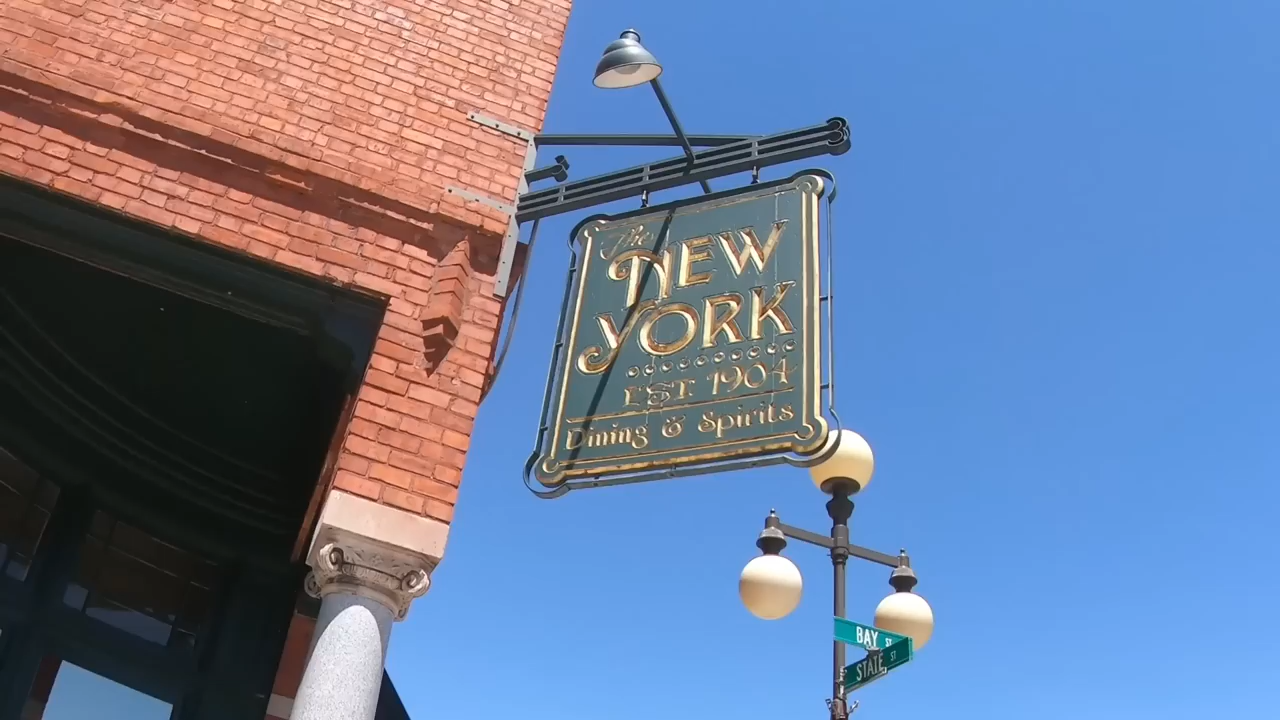 The
NEW
YORK
EST. 1904
Dining & Spirits
BAY ST
STATE ST